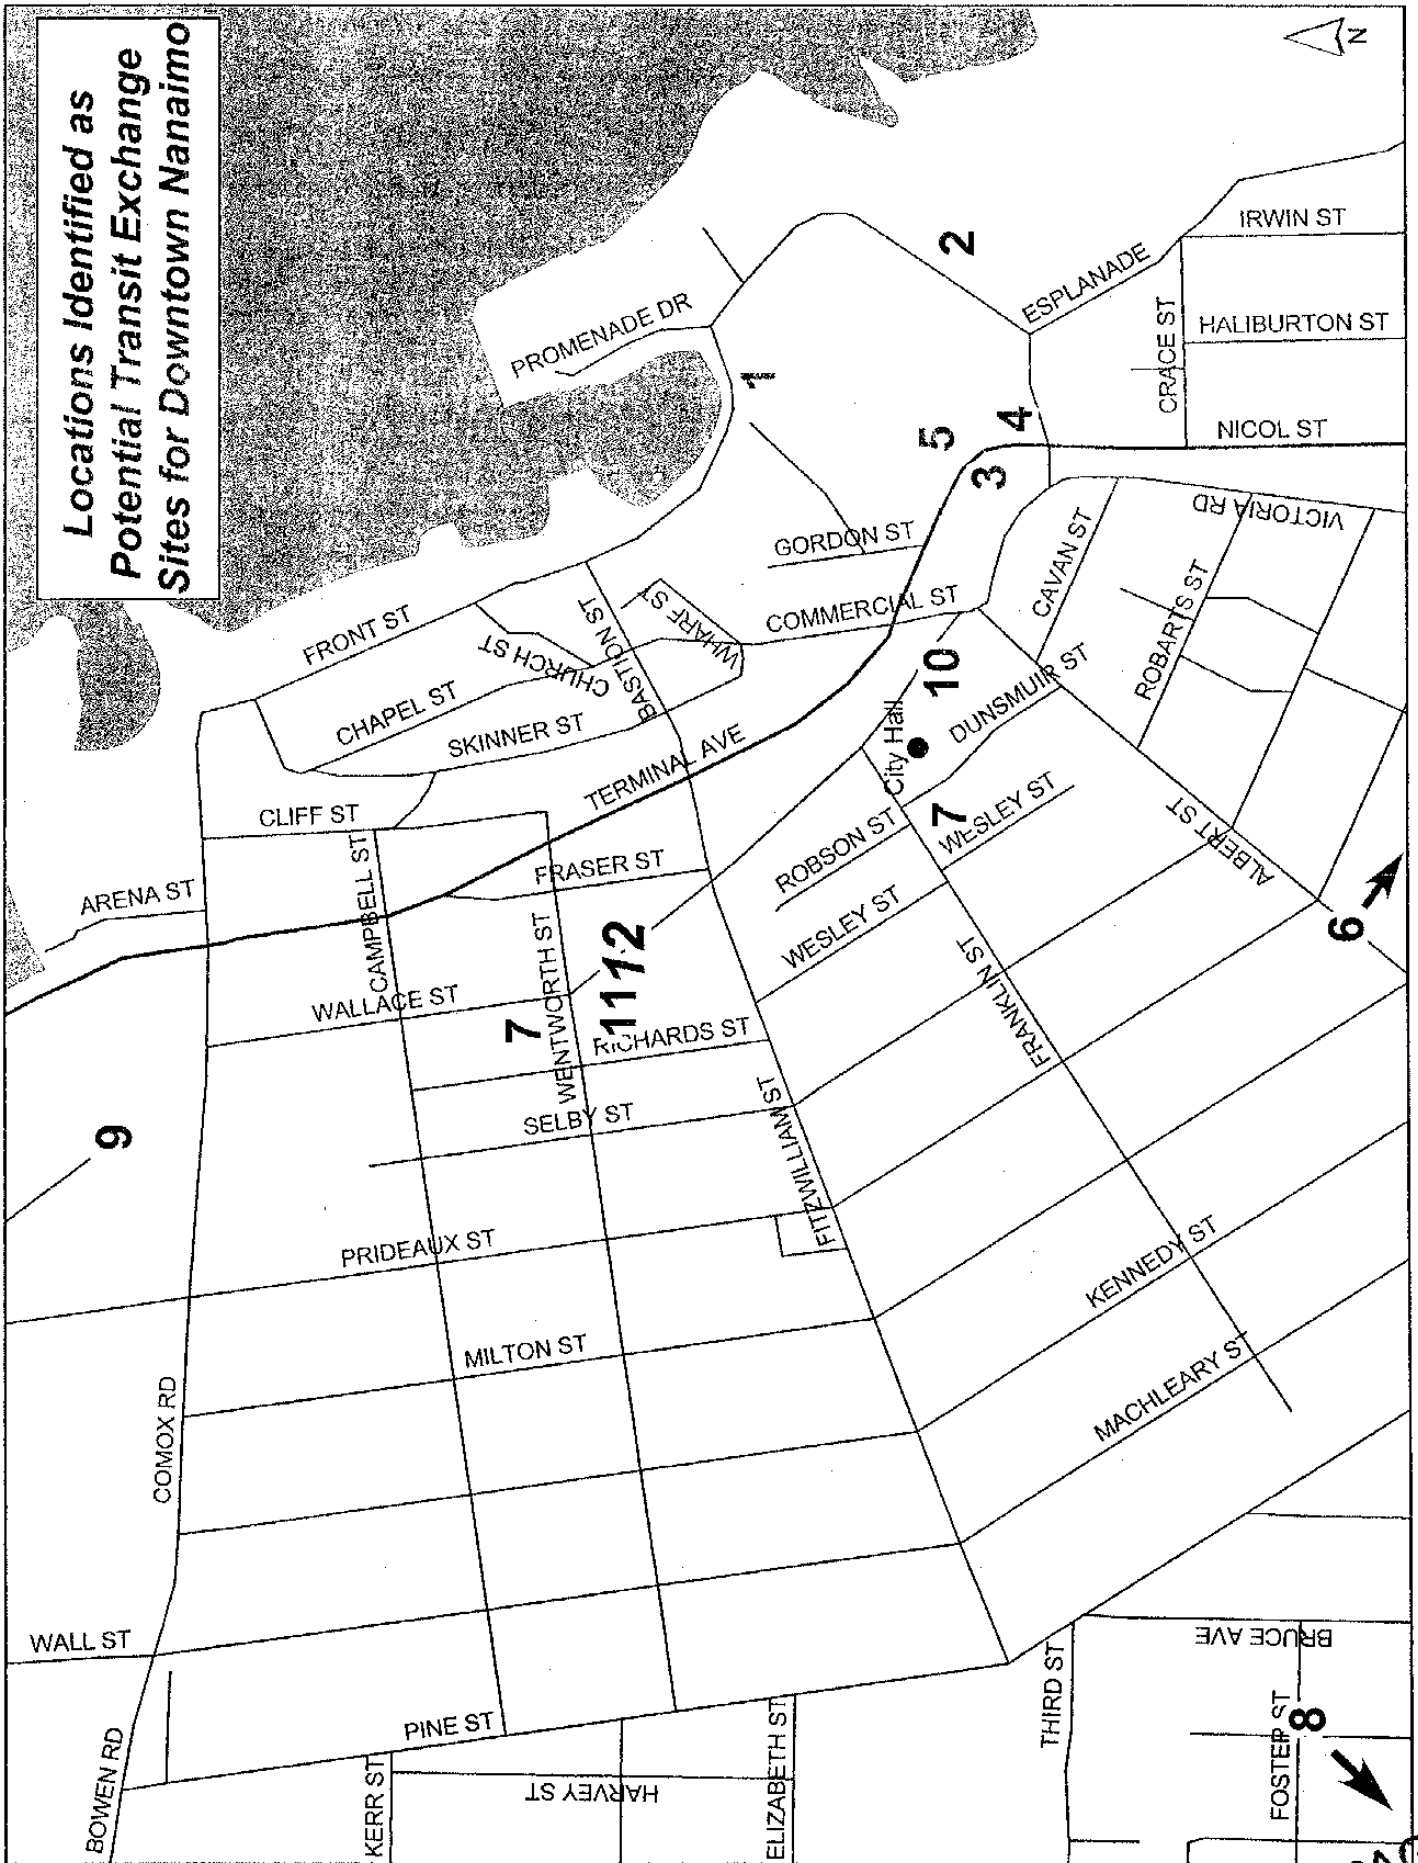 Locations Identified as
Potential Transit Exchange
Sites for Downtown Nanaimo
N
BOWEN RD
WALL ST
COMOX RD
9
ARENA ST
CLIFF ST
FRONT ST
CHAPEL ST
CHURCH ST
SKINNER ST
BASTION ST
WHARF ST
TERMINAL AVE
CAMPBELL ST
FRASER ST
WALLACE ST
WENTWORTH ST
7
11
12
RICHARDS ST
SELBY ST
PRIDEAUX ST
MILTON ST
PINE ST
KERR ST
HARVEY ST
ELIZABETH ST
FITZWILLIAM ST
PROMENADE DR
1
2
5
4
3
GORDON ST
COMMERCIAL ST
10
City Hall
DUNSMUIR ST
7
ROBSON ST
WESLEY ST
WESLEY ST
FRANKLIN ST
ALBERT ST
CAVAN ST
ROBARTS ST
VICTORIA RD
NICOL ST
CRACE ST
HALIBURTON ST
IRWIN ST
ESPLANADE
6
KENNEDY ST
MACHLEARY ST
THIRD ST
BRUCE AVE
FOSTER ST
8